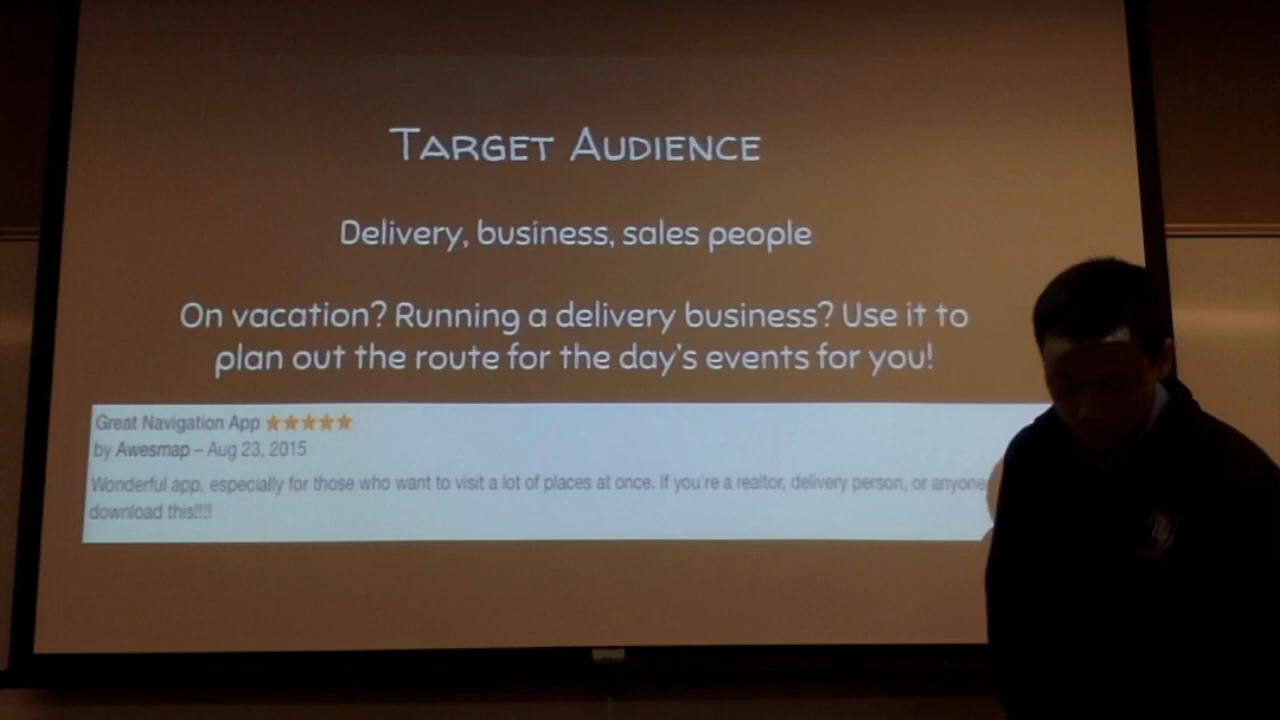 TARGET AUDIENCE
Delivery, business, sales people
On vacation? Running a delivery business? Use it to
plan out the route for the day's events for you!
Great Navigation App ★★★★★
by Awesmap – Aug 23, 2015
Wonderful app, especially for those who want to visit a lot of places at once. If you're a realtor, delivery person, or anyone
download this!!!!